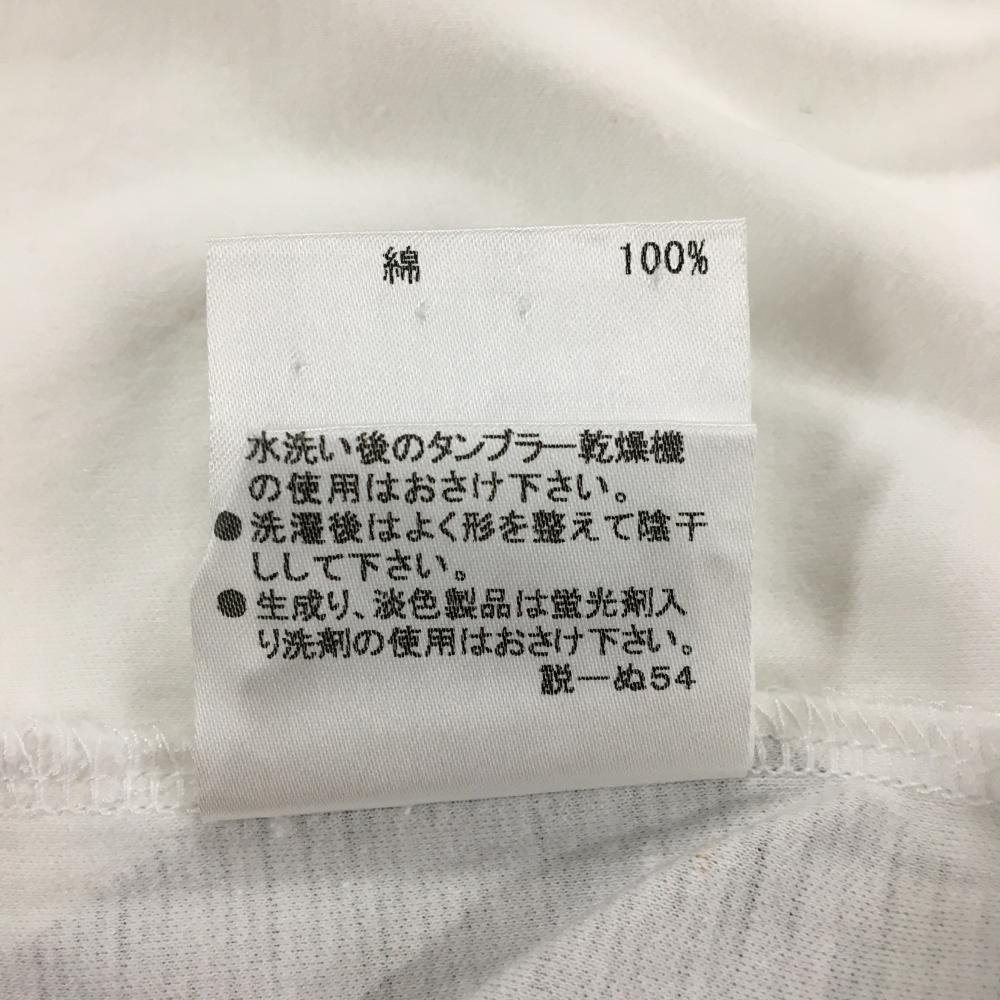 綿 100%
水洗い後のタンブラー乾燥機
の使用はおさけ下さい。
●洗濯後はよく形を整えて陰干
ししして下さい。
●生成り、淡色製品は蛍光剤入
り洗剤の使用はおさけ下さい。
説ーぬ54